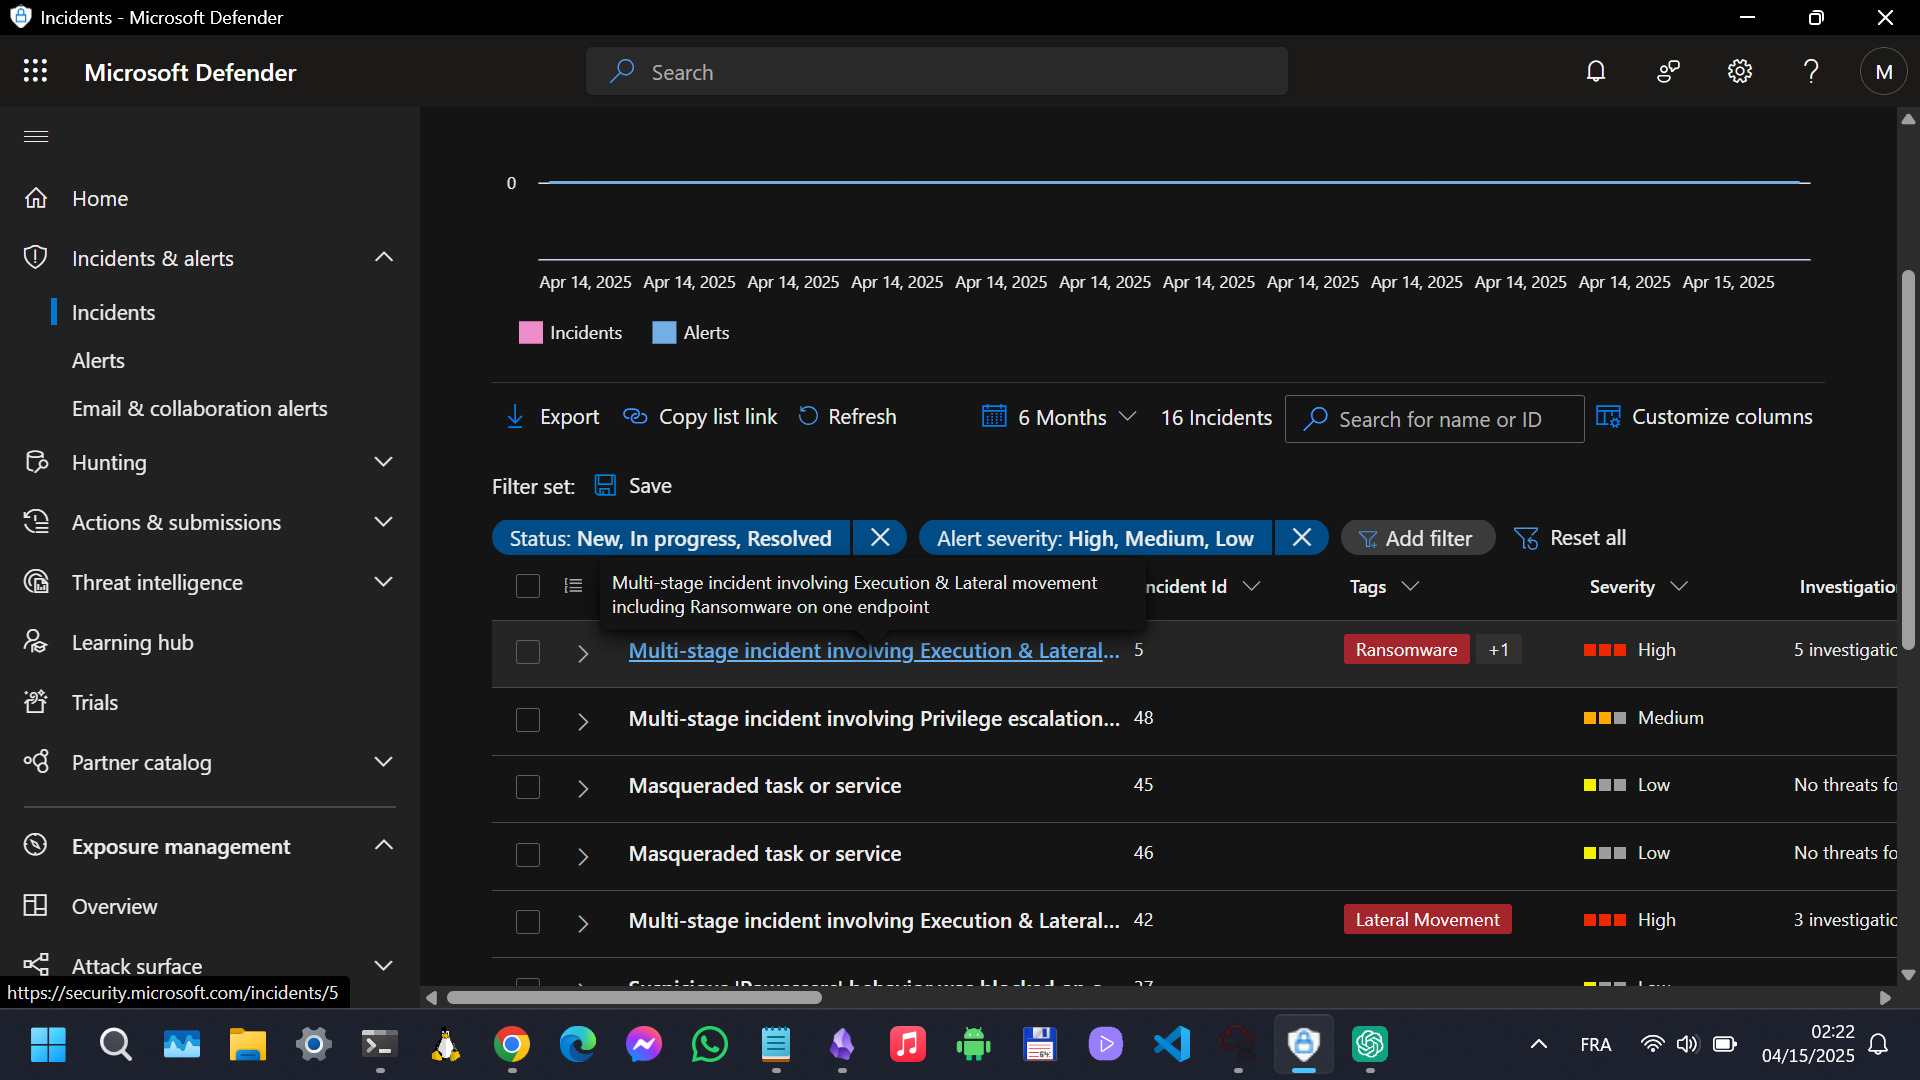 Incidents - Microsoft Defender
Microsoft Defender
Search
M
Home
Incidents & alerts
Incidents
Alerts
Email & collaboration alerts
Hunting
Actions & submissions
Threat intelligence
Learning hub
Trials
Partner catalog
Exposure management
Overview
Attack surface
https://security.microsoft.com/incidents/5
0
Apr 14, 2025 Apr 14, 2025 Apr 14, 2025 Apr 14, 2025 Apr 14, 2025 Apr 14, 2025 Apr 14, 2025 Apr 14, 2025 Apr 14, 2025 Apr 14, 2025 Apr 14, 2025 Apr 15, 2025
Incidents Alerts
Export Copy list link Refresh 6 Months 16 Incidents Search for name or ID Customize columns
Filter set: Save
Status: New, In progress, Resolved Alert severity: High, Medium, Low Add filter Reset all
Multi-stage incident involving Execution & Lateral movement
including Ransomware on one endpoint
ncident Id Tags Severity Investigatio
Multi-stage incident involving Execution & Lateral... 5 Ransomware +1 High 5 investigatic
Multi-stage incident involving Privilege escalation... 48 Medium
Masqueraded task or service 45 Low No threats fo
Masqueraded task or service 46 Low No threats fo
Multi-stage incident involving Execution & Lateral... 42 Lateral Movement High 3 investigatic
64
FRA
02:22
04/15/2025